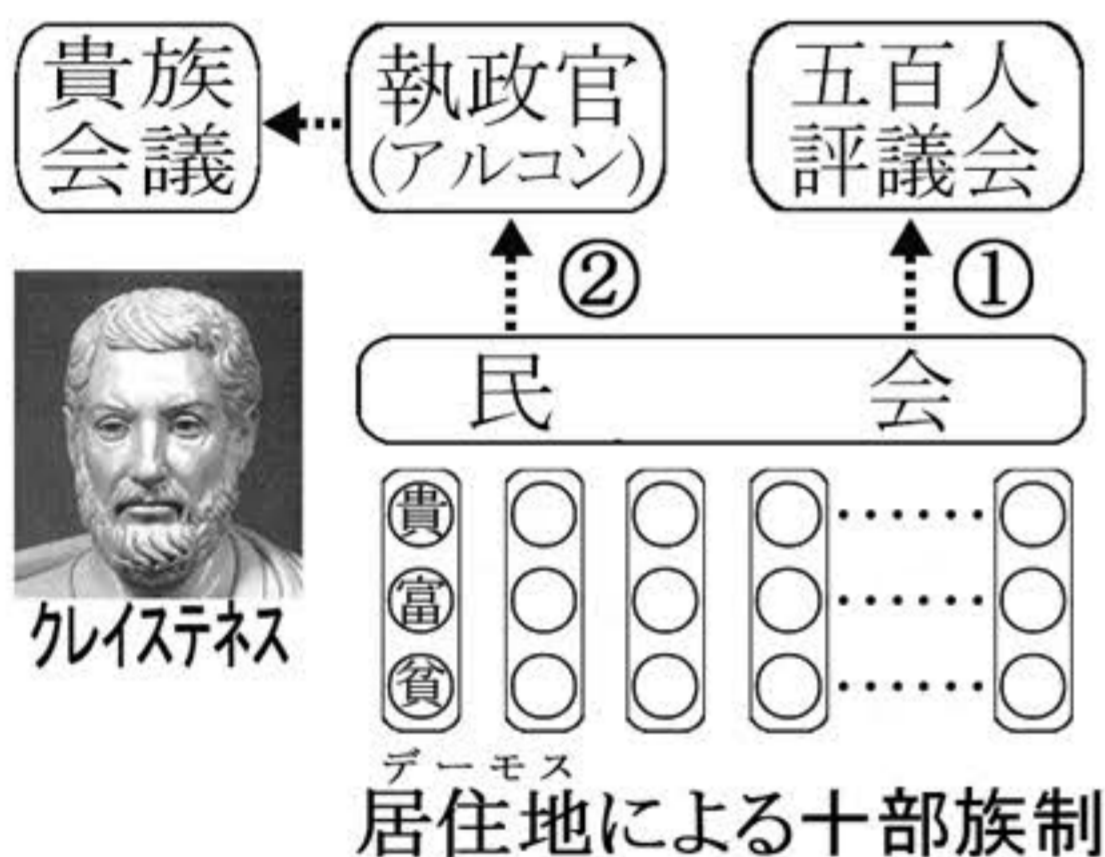 貴族
会議
執政官
(アルコン)
五百人
評議会
②
①
民会
貴
富
貧
クレイステネス
デーモス
居住地による十部族制